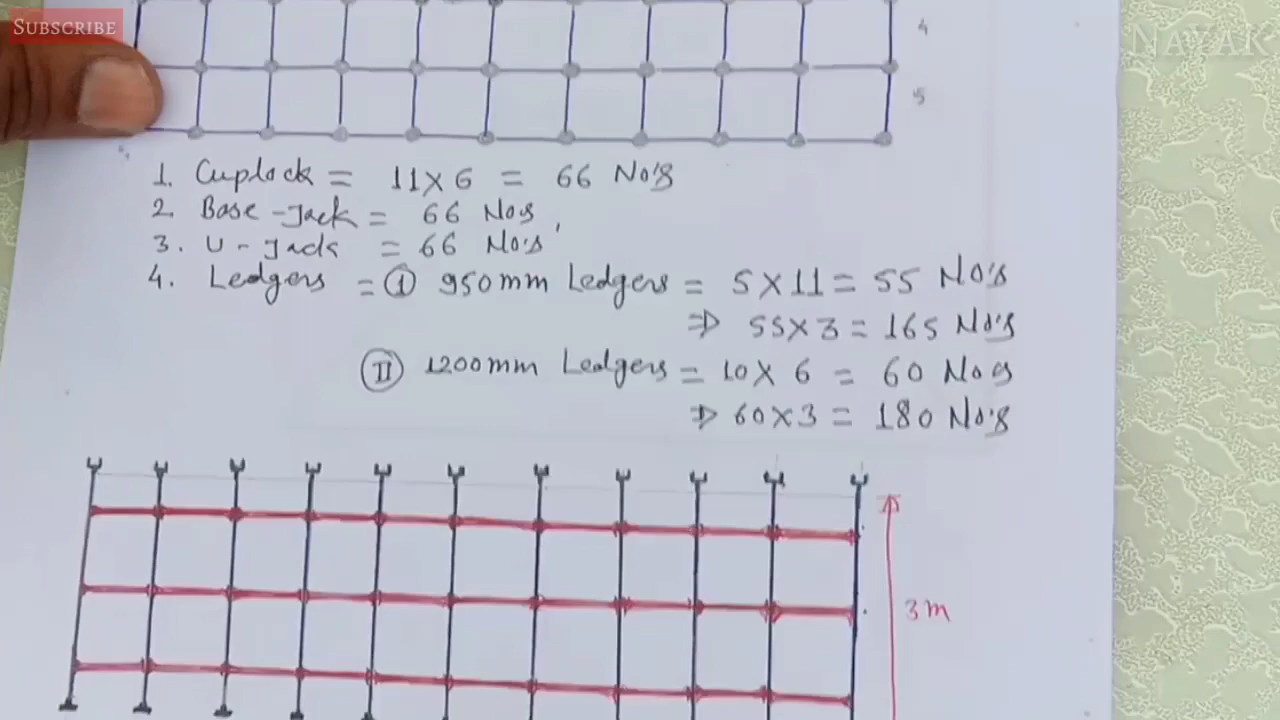 SUBSCRIBE
NAYAK
4
5
1. Cuplock = 11 X 6 = 66 No's
2. Base-Jack = 66 Nos
3. U-Jack = 66 No's'
4. Ledgers = I 950mm Ledgers = 5 X 11 = 55 No's
⇒ 55 X 3 = 165 No's
II 1200mm Ledgers = 10 X 6 = 60 Nos
⇒ 60 X 3 = 180 No's
3m